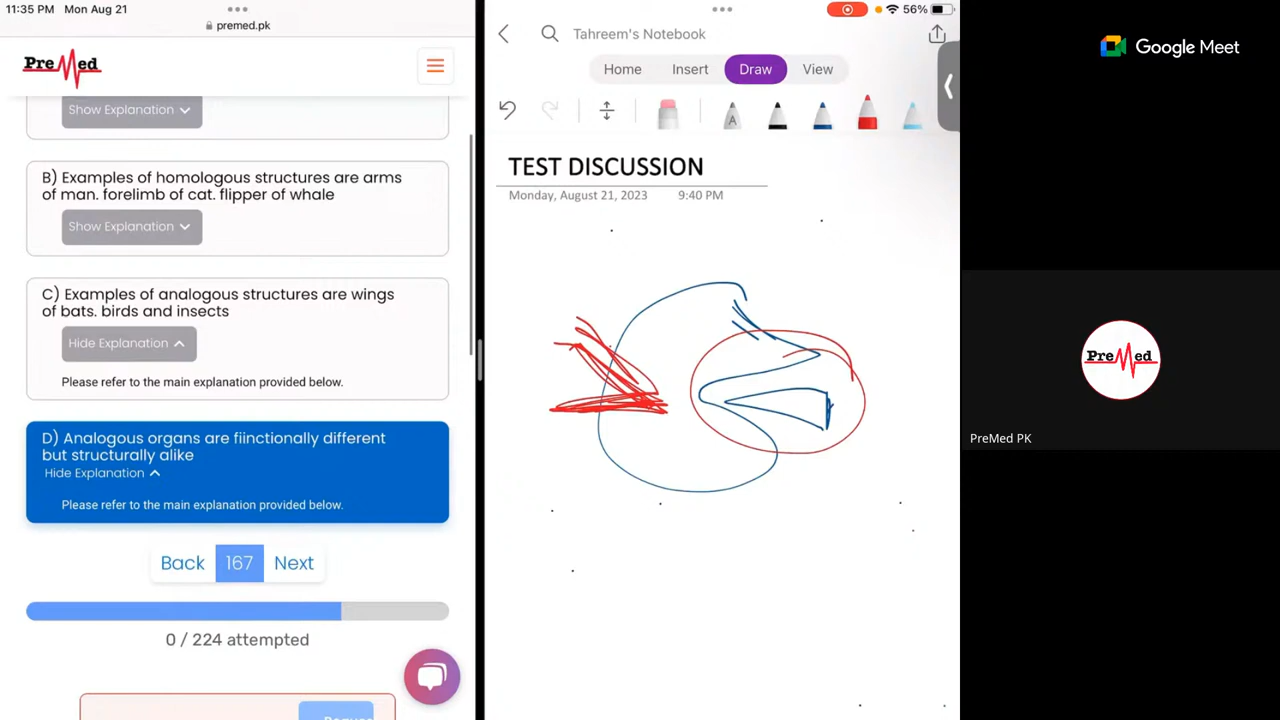 11:35 PM Mon Aug 21
premed.pk
PreMed
Show Explanation
B) Examples of homologous structures are arms
of man. forelimb of cat. flipper of whale
Show Explanation
C) Examples of analogous structures are wings
of bats. birds and insects
Hide Explanation
Please refer to the main explanation provided below.
D) Analogous organs are fiinctionally different
but structurally alike
Hide Explanation
Please refer to the main explanation provided below.
Back 167 Next
0 / 224 attempted
56%
Tahreem's Notebook
Home Insert Draw View
A
TEST DISCUSSION
Monday, August 21, 2023 9:40 PM
Google Meet
PreMed
PreMed PK